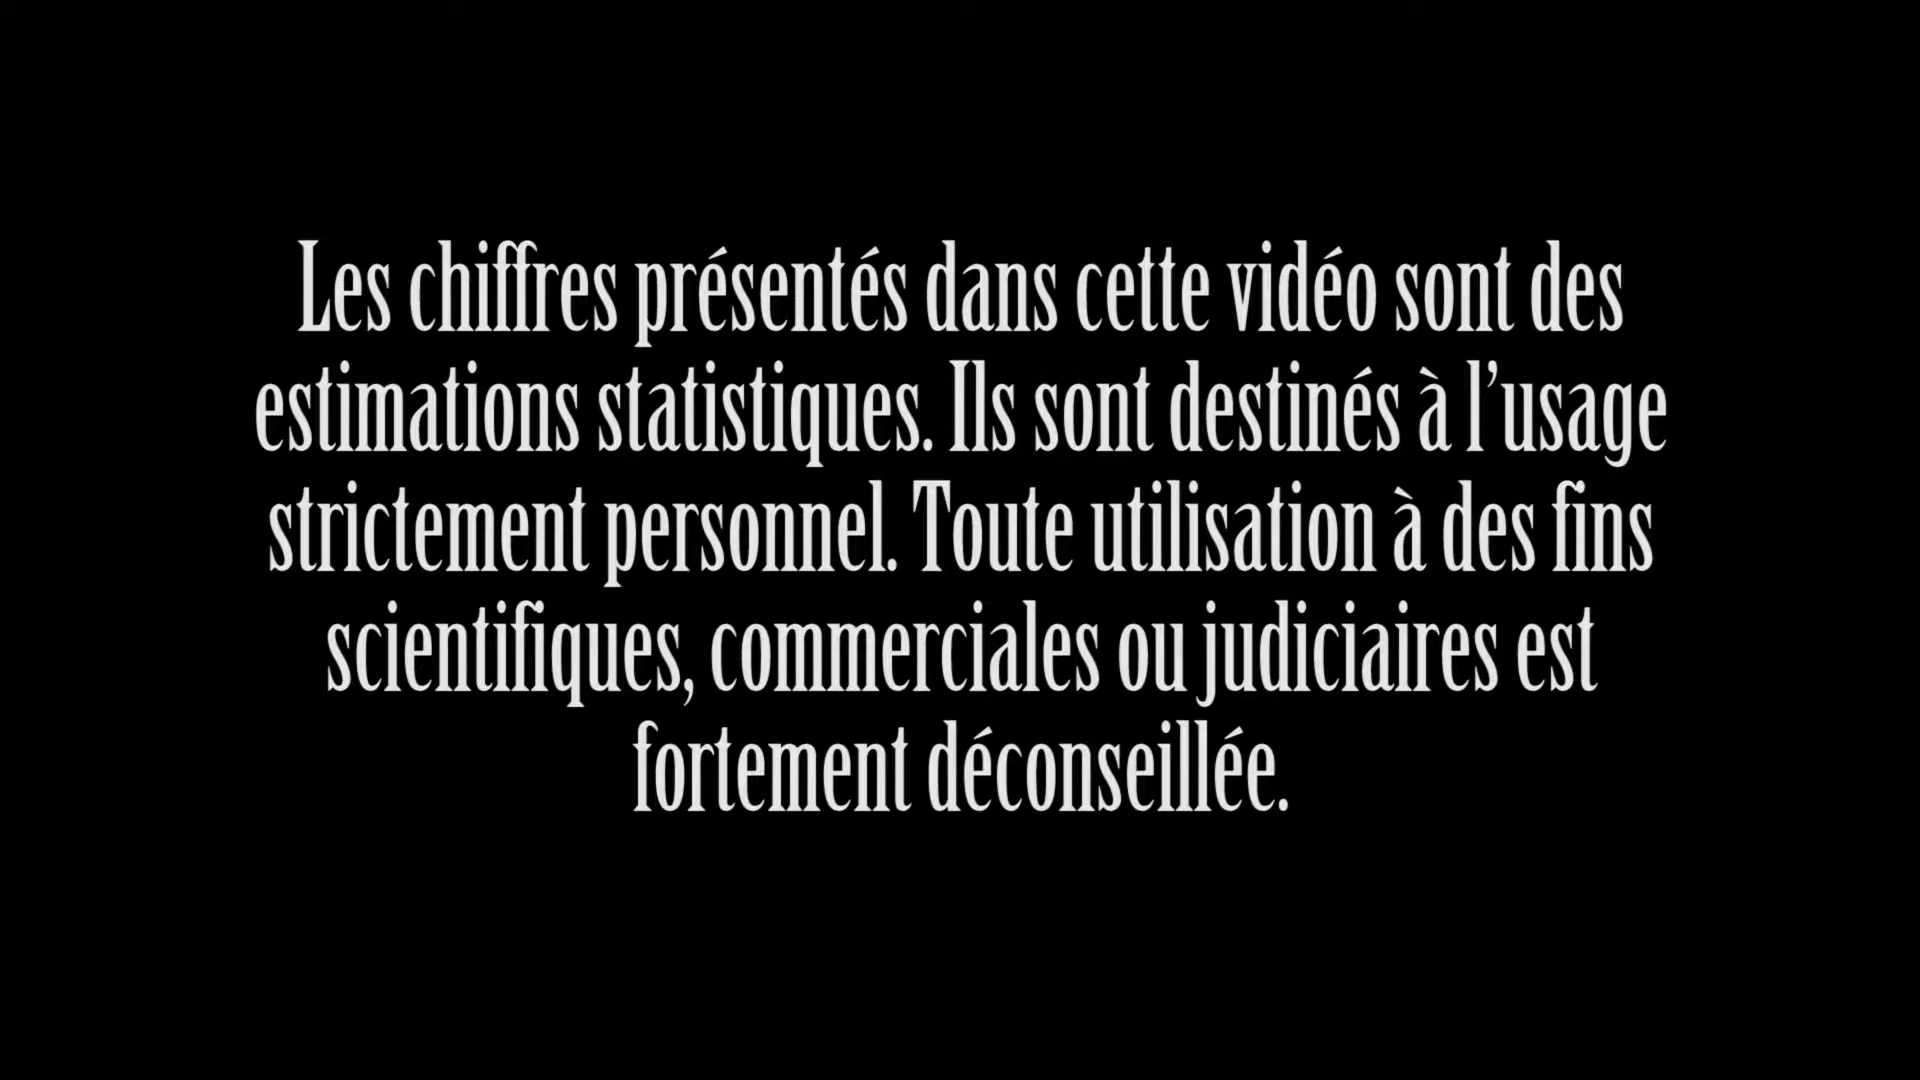 Les chiffres présentés dans cette vidéo sont des
estimations statistiques. Ils sont destinés à l’usage
strictement personnel. Toute utilisation à des fins
scientifiques, commerciales ou judiciaires est
fortement déconseillée.